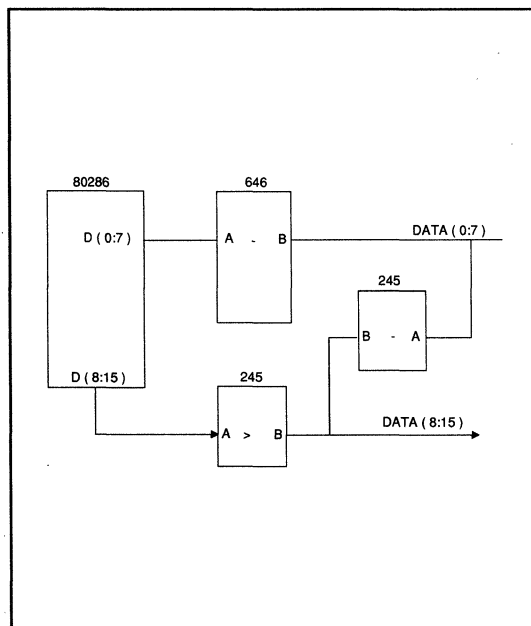 80286
646
D ( 0:7 )
A - B
DATA ( 0:7 )
245
B - A
D ( 8:15 )
245
A > B
DATA ( 8:15 )